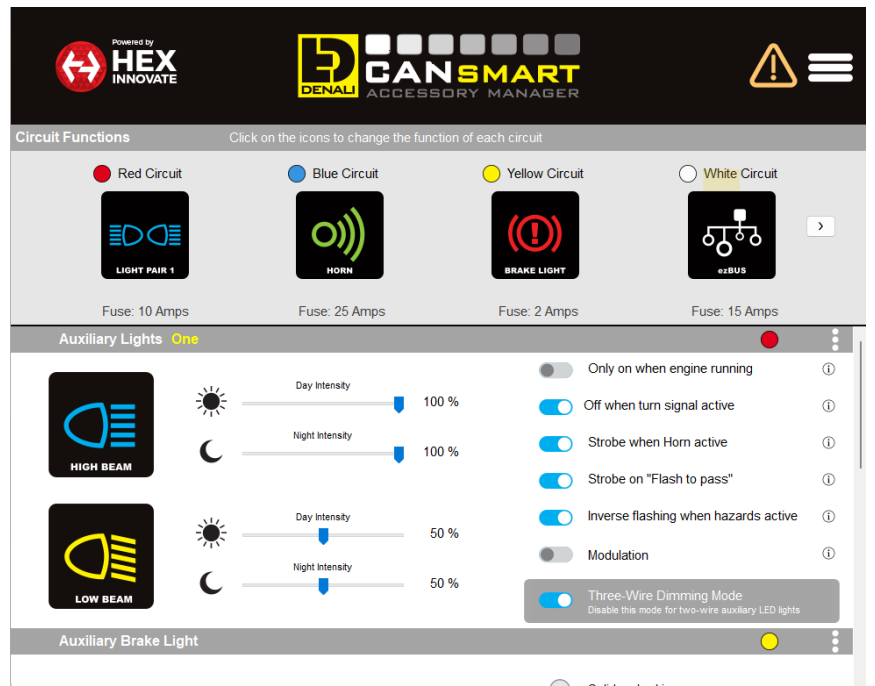 Powered by
HEX
INNOVATE
DENALI
CANSMART
ACCESSORY MANAGER
Circuit Functions Click on the icons to change the function of each circuit
Red Circuit Blue Circuit Yellow Circuit White Circuit
LIGHT PAIR 1 HORN BRAKE LIGHT ezBUS
Fuse: 10 Amps Fuse: 25 Amps Fuse: 2 Amps Fuse: 15 Amps
Auxiliary Lights One
HIGH BEAM
Day Intensity
100 %
Night Intensity
100 %
LOW BEAM
Day Intensity
50 %
Night Intensity
50 %
Only on when engine running
Off when turn signal active
Strobe when Horn active
Strobe on "Flash to pass"
Inverse flashing when hazards active
Modulation
Three-Wire Dimming Mode
Disable this mode for two-wire auxiliary LED lights
Auxiliary Brake Light